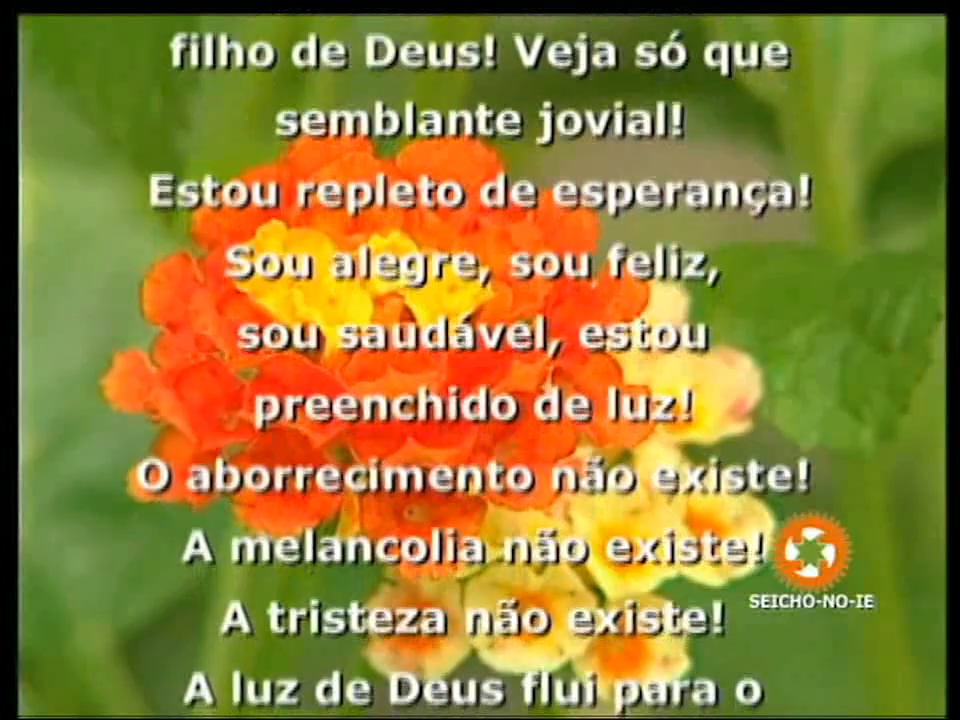 filho de Deus! Veja só que
semblante jovial!
Estou repleto de esperança!
Sou alegre, sou feliz,
sou saudável, estou
preenchido de luz!
O aborrecimento não existe!
A melancolia não existe!
SEICHO-NO-IE
A tristeza não existe!
A luz de Deus flui para o